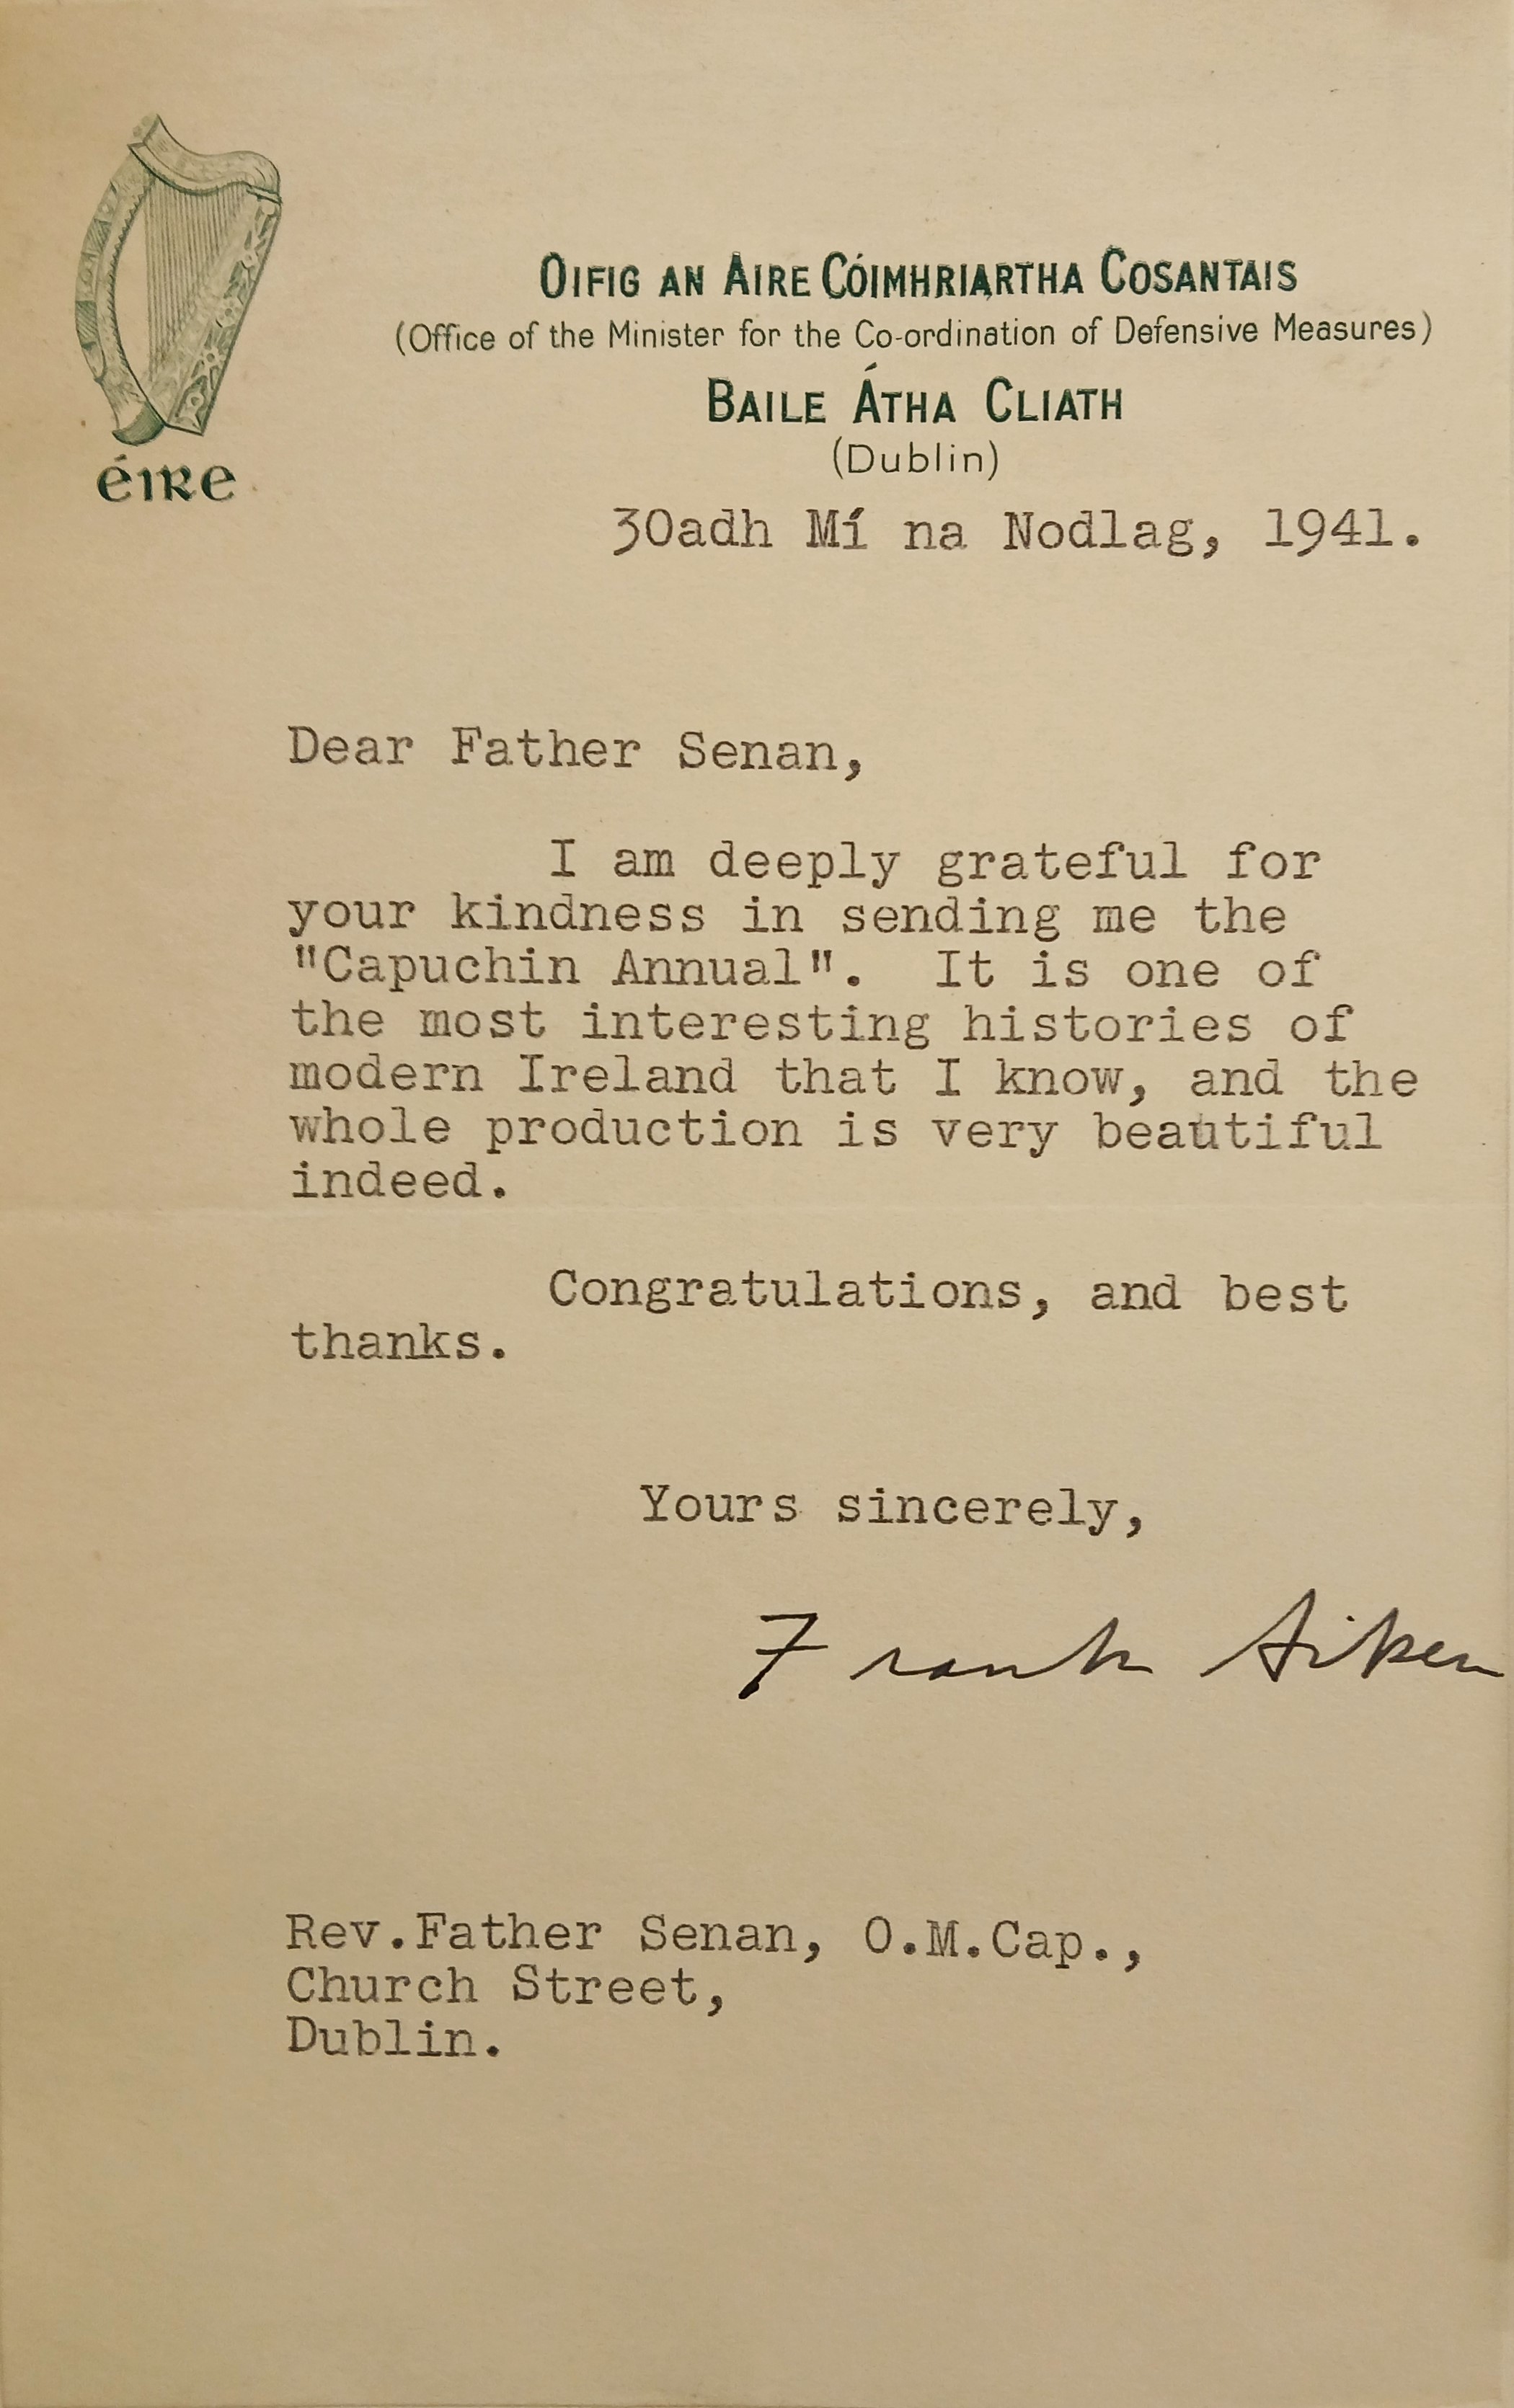 éire
OIFIG AN AIRE CÓIMHRIARTHA COSANTAIS
(Office of the Minister for the Co-ordination of Defensive Measures)
BAILE ÁTHA CLIATH
(Dublin)
30adh Mí na Nodlag, 1941.
Dear Father Senan,
I am deeply grateful for
your kindness in sending me the
"Capuchin Annual". It is one of
the most interesting histories of
modern Ireland that I know, and the
whole production is very beautiful
indeed.
Congratulations, and best
thanks.
Yours sincerely,
Frank Aiken
Rev.Father Senan, O.M.Cap.,
Church Street,
Dublin.